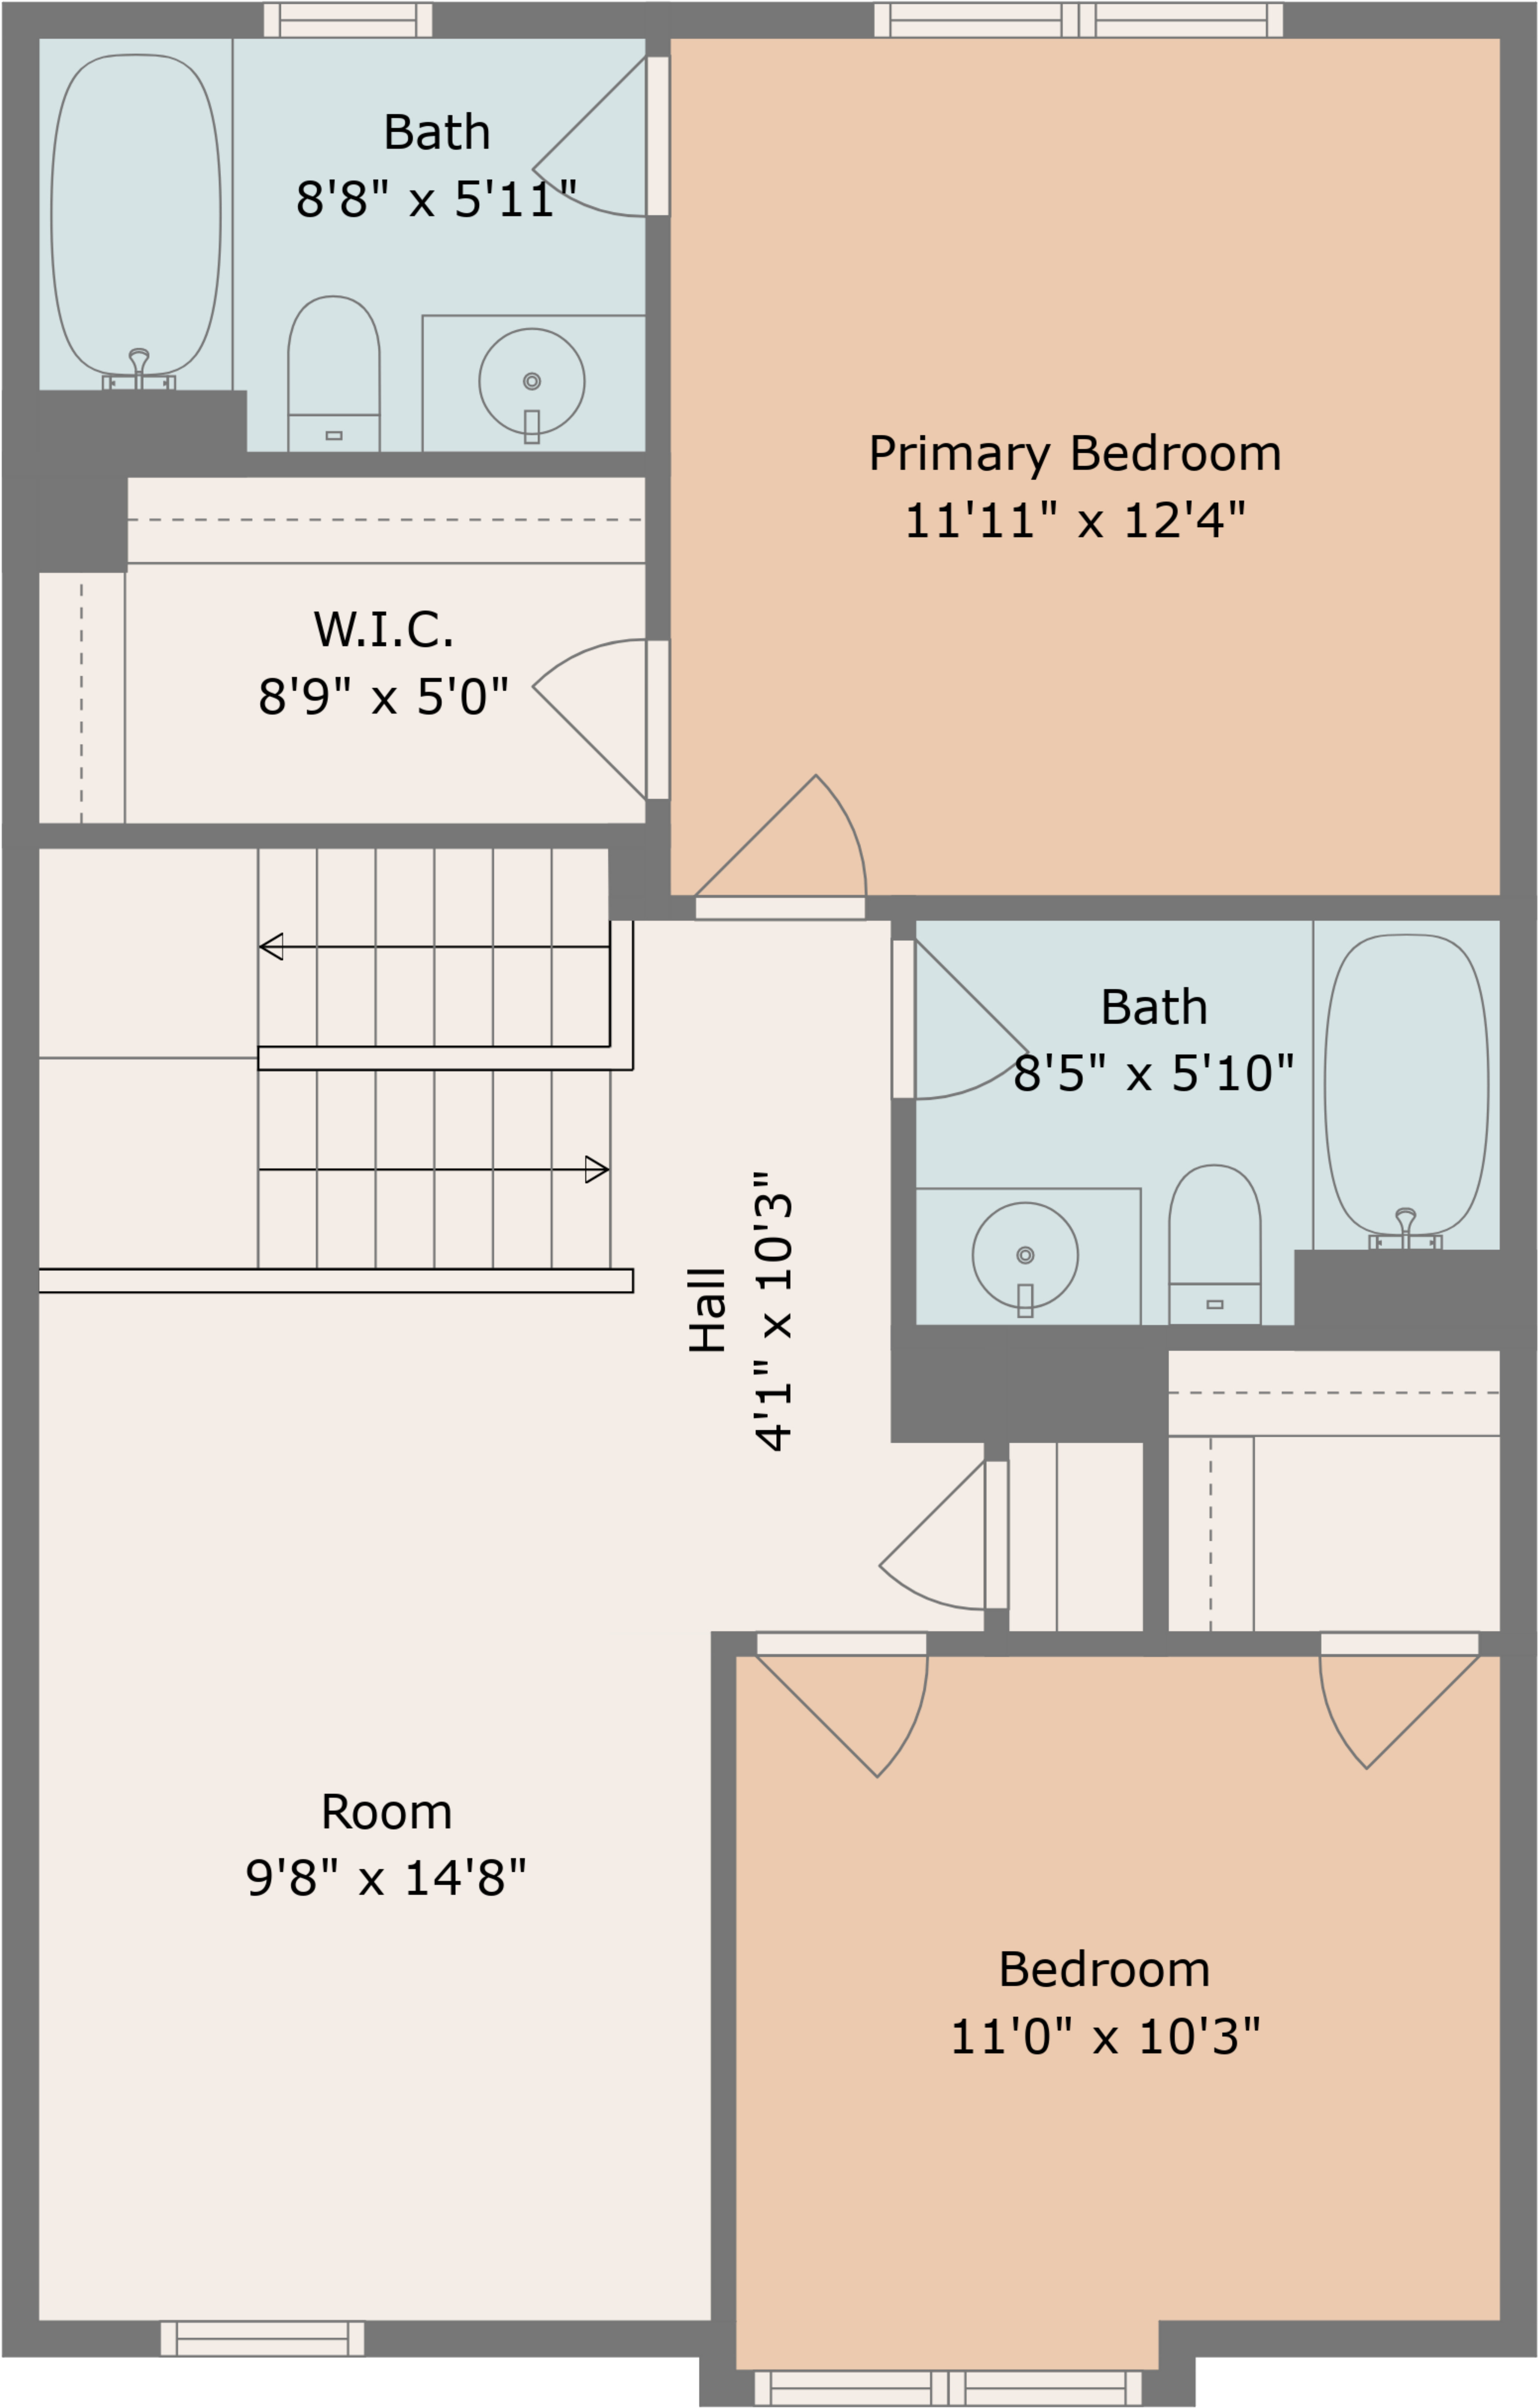 Bath
8'8" x 5'11"
Primary Bedroom
11'11" x 12'4"
W.I.C.
8'9" x 5'0"
Bath
8'5" x 5'10"
Hall
4'1" x 10'3"
Room
9'8" x 14'8"
Bedroom
11'0" x 10'3"